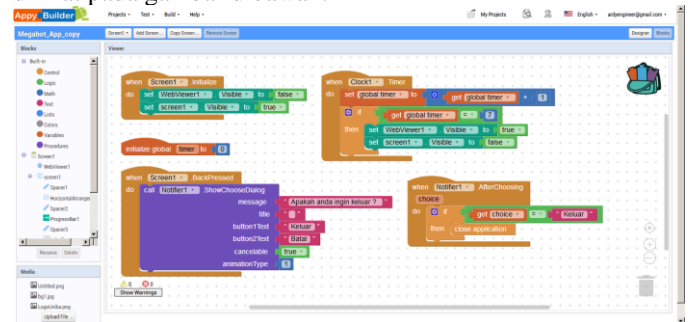 AppyBuilder Projects Test Build Help My Projects English ardyengineer@gmail.com
Megabot_App_copy Screen1 Add Screen ... Copy Screen ... Remove Screen Designer Blocks
Blocks Viewer
Built-in
Control
Logic
Math
Text
Lists
Colors
Variables
Procedures
Screen1
WebViewer1
screen1
Spacer1
HorizontalArrange
Spacer2
ProgressBar1
Spacer3
Rename Delete
Media
Untitled.png
bg1.jpg
LogoUniba.png
Upload File ...
when Screen1 Initialize
do set WebViewer1 Visible to false
set screen1 Visible to true
initialize global timer to 0
when Screen1 BackPressed
do call Notifier1 ShowChooseDialog
message " Apakah anda ingin keluar ? "
title " "
button1Text " Keluar "
button2Text " Batal "
cancelable true
animationType 1
0 0
Show Warnings
when Clock1 Timer
do set global timer to get global timer + 1
if get global timer = 7
then set WebViewer1 Visible to true
set screen1 Visible to false
when Notifier1 AfterChoosing
choice
do if get choice = " Keluar "
then close application